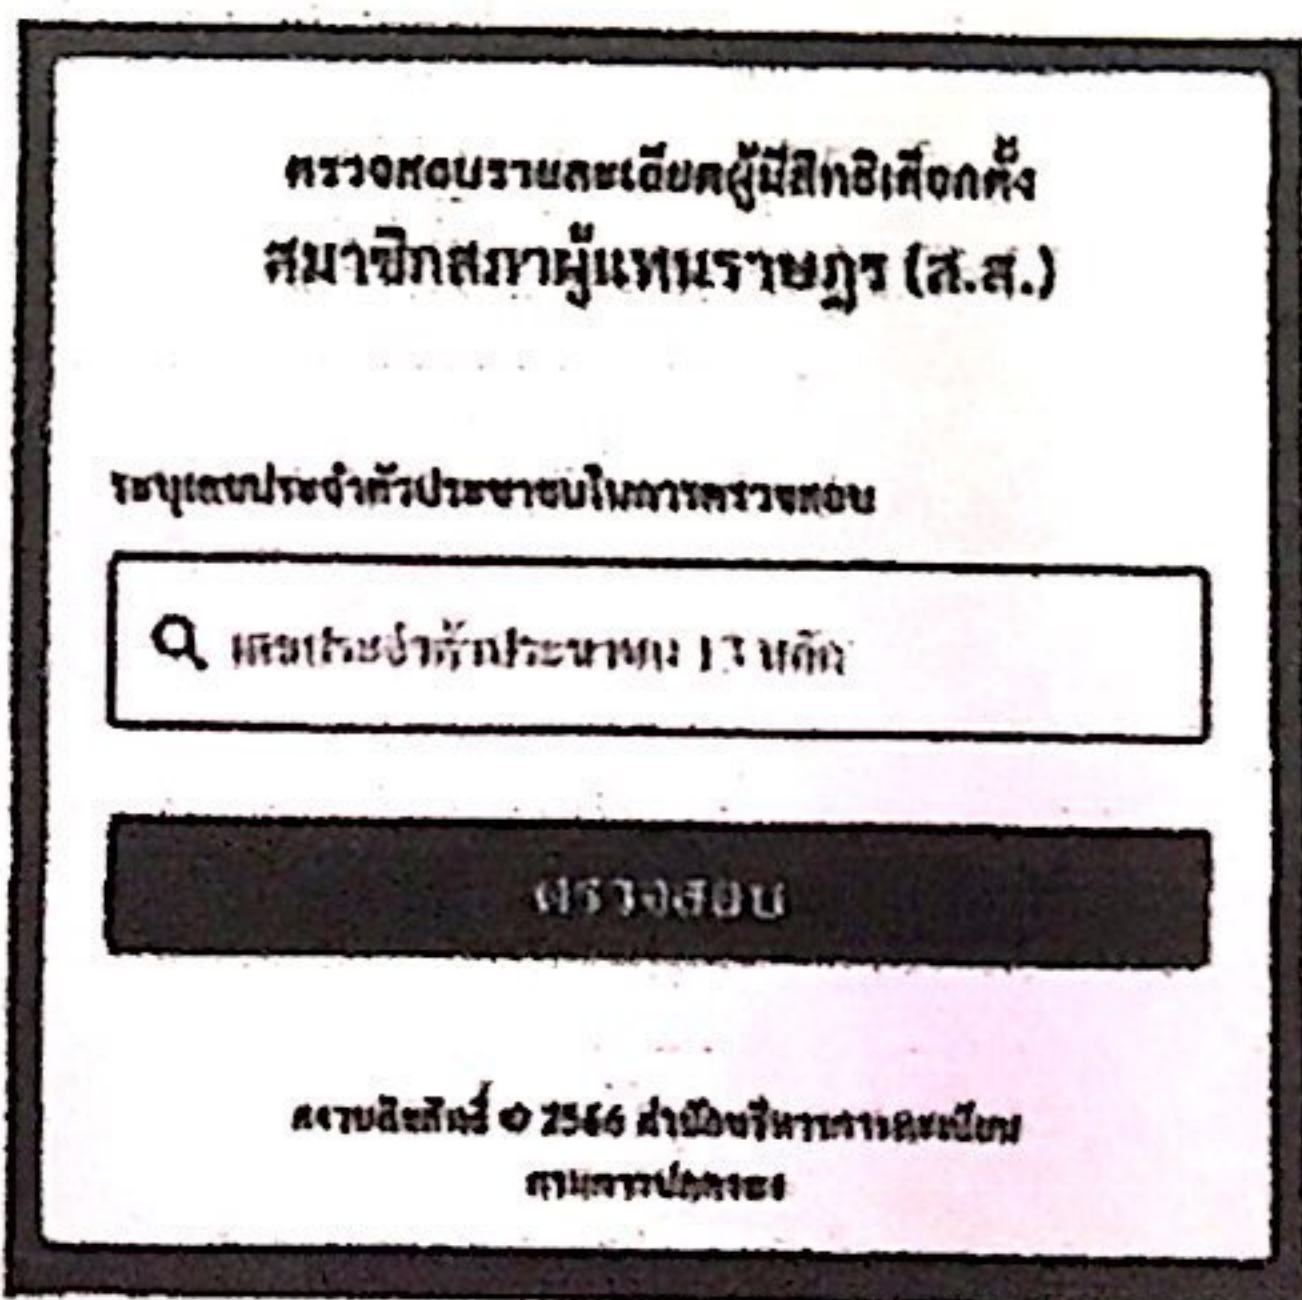 ตรวจสอบรายละเอียดผู้มีสิทธิเลือกตั้ง
สมาชิกสภาผู้แทนราษฎร (ส.ส.)
ระบุเลขประจำตัวประชาชนในการตรวจสอบ
เลขประจำตัวประชาชน 13 หลัก
ตรวจสอบ
สงวนลิขสิทธิ์ © 2566 สำนักบริหารการทะเบียน
กรมการปกครอง